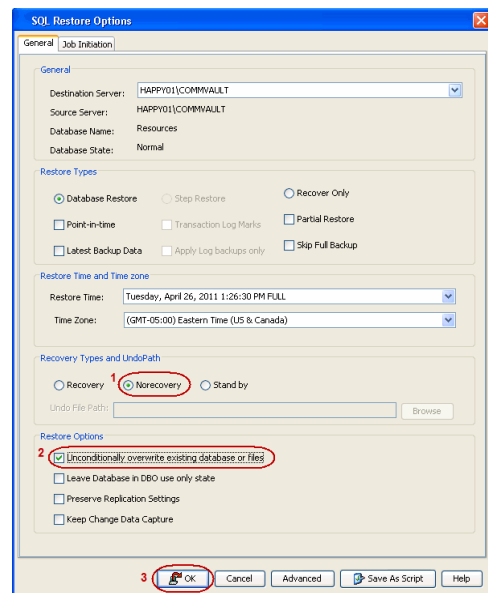 SQL Restore Options
General Job Initiation
General
Destination Server: HAPPY01\COMMVAULT
Source Server: HAPPY01\COMMVAULT
Database Name: Resources
Database State: Normal
Restore Types
Database Restore Step Restore Recover Only
Point-in-time Transaction Log Marks Partial Restore
Latest Backup Data Apply Log backups only Skip Full Backup
Restore Time and Time zone
Restore Time: Tuesday, April 26, 2011 1:26:30 PM FULL
Time Zone: (GMT-05:00) Eastern Time (US & Canada)
Recovery Types and UndoPath
Recovery 1 Norecovery Stand by
Undo File Path: Browse
Restore Options
2 Unconditionally overwrite existing database or files
Leave Database in DBO use only state
Preserve Replication Settings
Keep Change Data Capture
3 OK Cancel Advanced Save As Script Help